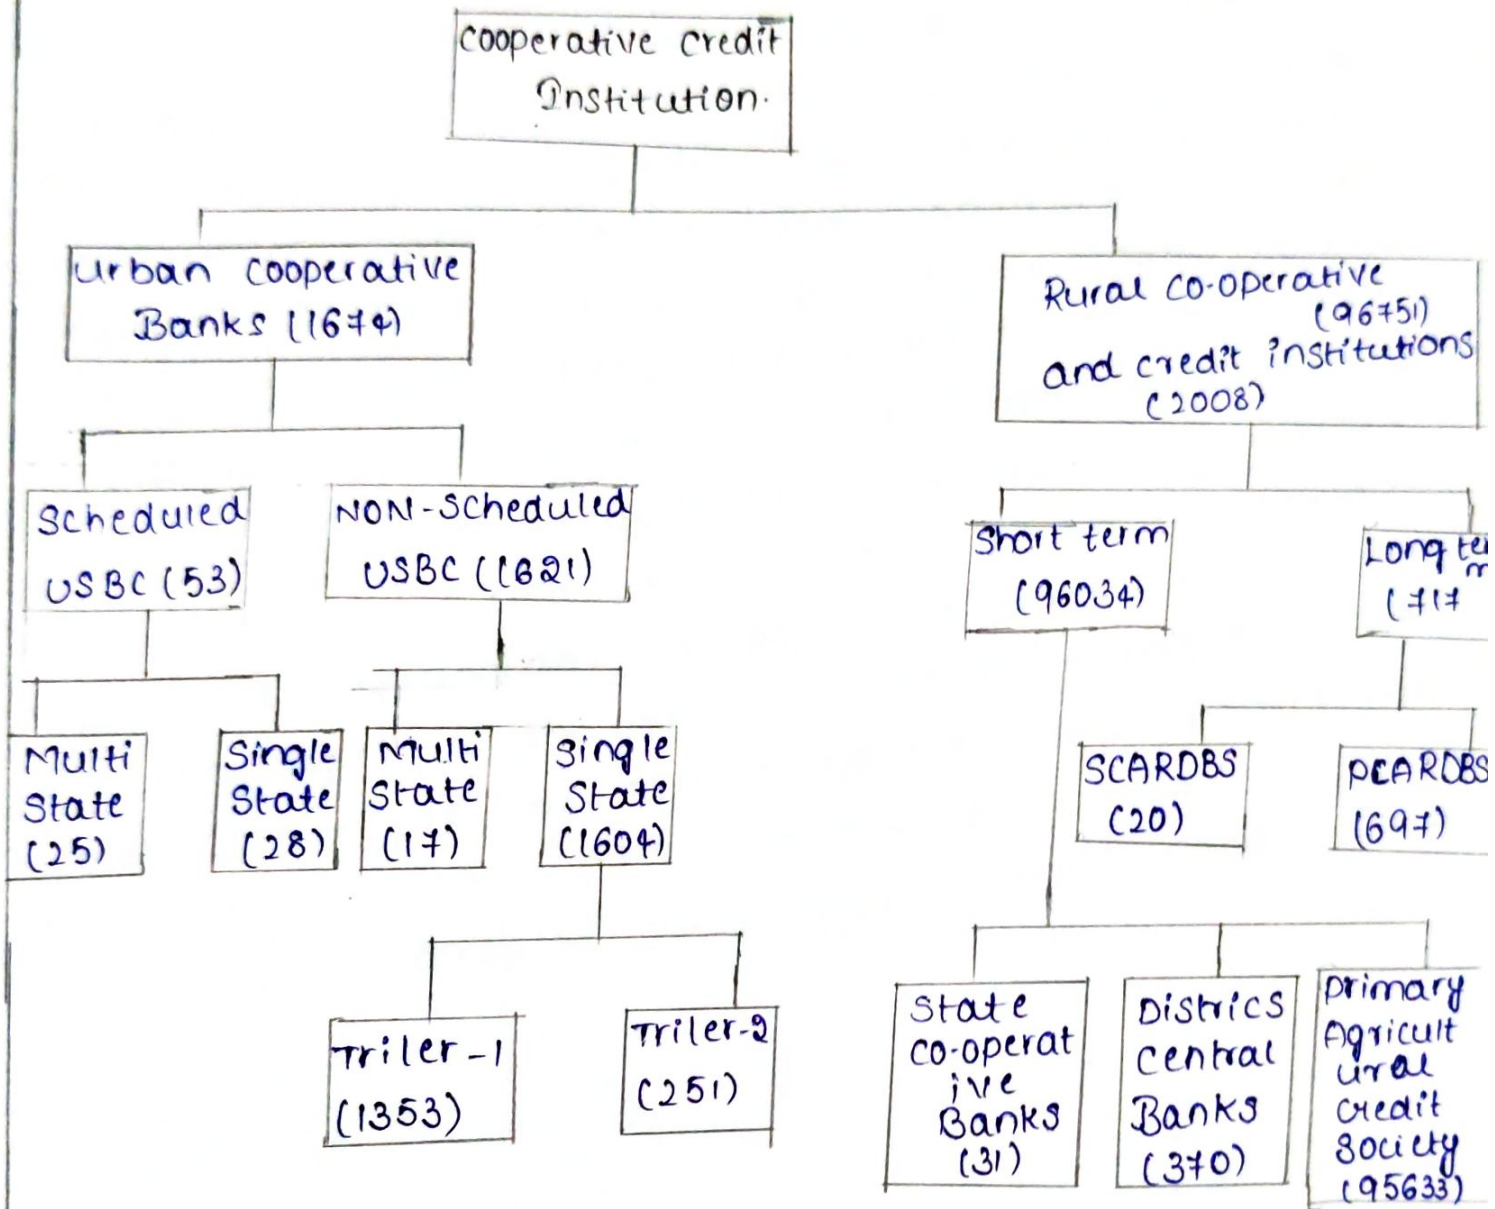 Cooperative Credit
Institution.
Urban Cooperative
Banks (1674)
Rural Co-operative
(96751)
and credit institutions
(2008)
Scheduled
USBC (53)
NON-Scheduled
USBC (1621)
Short term
(96034)
Long ter
m
(717
Multi
State
(25)
Single
State
(28)
Multi
State
(17)
Single
State
(1604)
SCARDBS
(20)
PCARDBS
(697)
Triler-1
(1353)
Triler-2
(251)
State
Co-operat
ive
Banks
(31)
Districs
Central
Banks
(370)
Primary
Agricult
ural
Credit
Society
(95633)